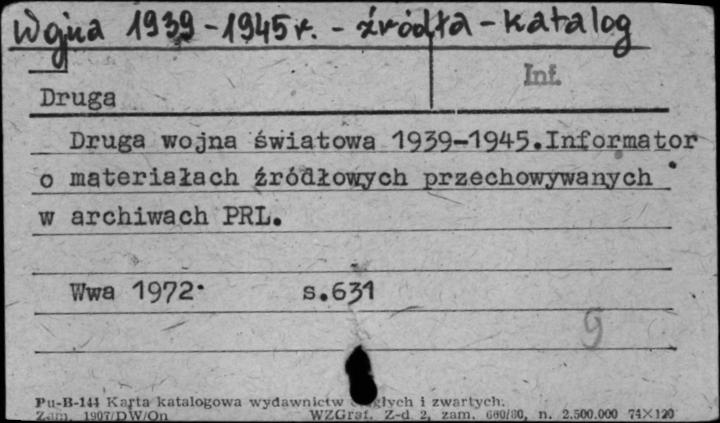 Wojna 1939-1945r. - źródła - katalog
Inf.
Druga
Druga wojna światowa 1939-1945.Informator
o materiałach źródłowych przechowywanych
w archiwach PRL.
Wwa 1972. s.631
9
Pu-B-144 Karta katalogowa wydawnictw ciągłych i zwartych.
Zam. 1907/DW/On WZGraf. Z-d 2, zam. 660/80, n. 2.500.000 74×120